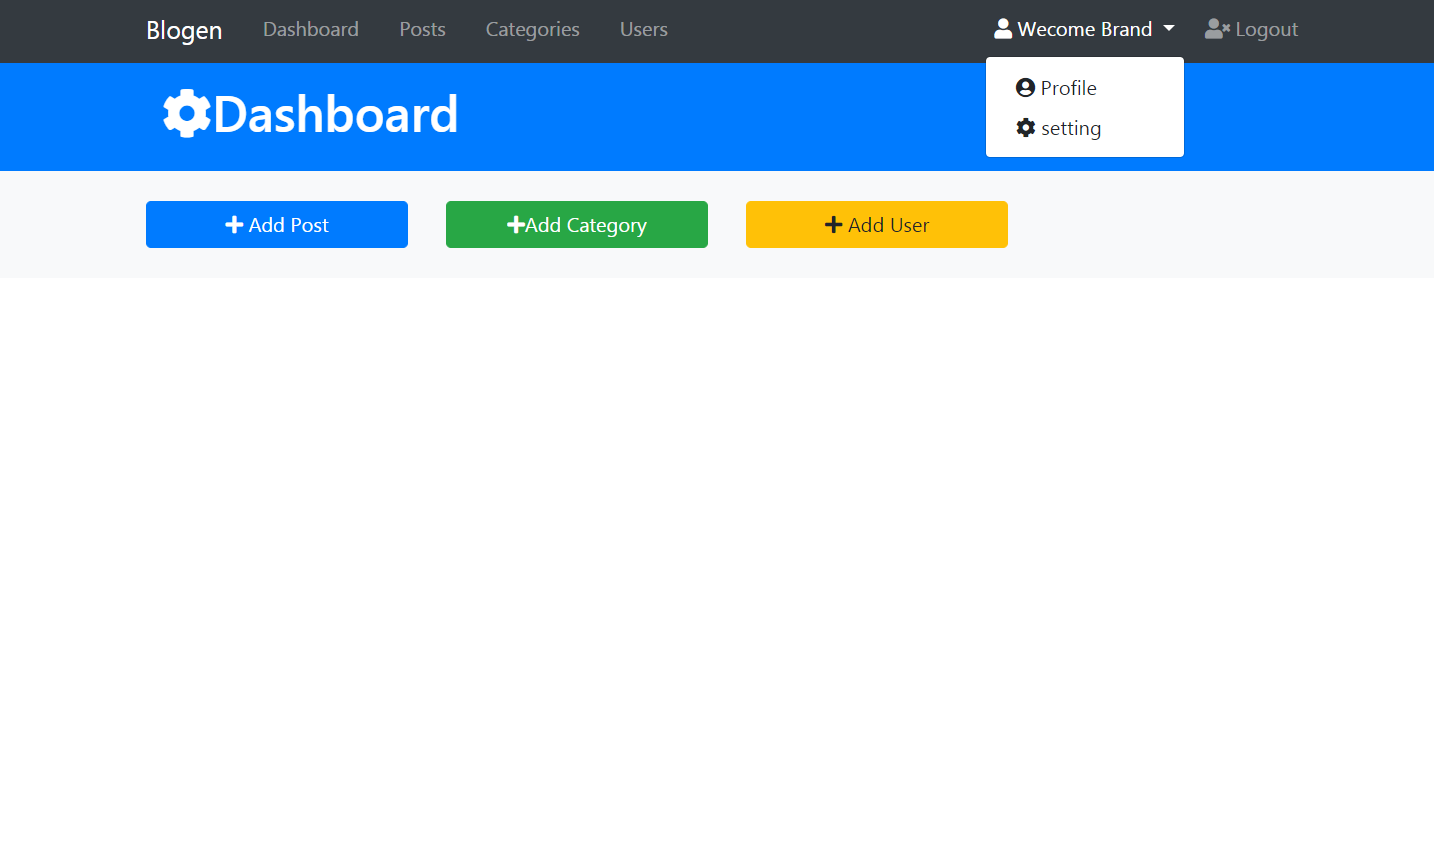 Blogen Dashboard Posts Categories Users Wecome Brand Logout
Profile
setting
Dashboard
Add Post Add Category Add User